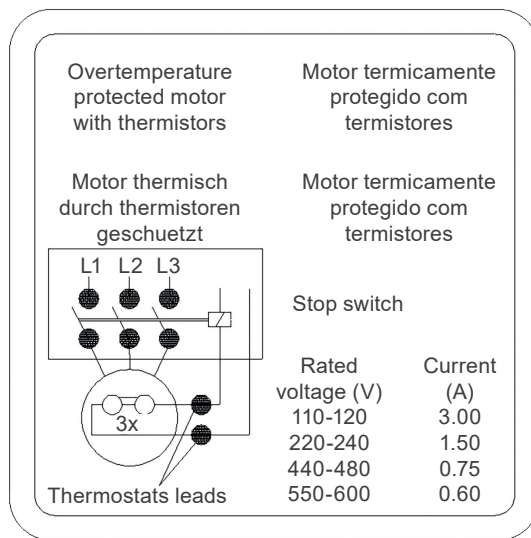 Overtemperature
protected motor
with thermistors
Motor termicamente
protegido com
termistores
Motor thermisch
durch thermistoren
geschuetzt
Motor termicamente
protegido com
termistores
L1 L2 L3
3x
Thermostats leads
Stop switch
Rated voltage (V) Current (A)
110-120 3.00
220-240 1.50
440-480 0.75
550-600 0.60